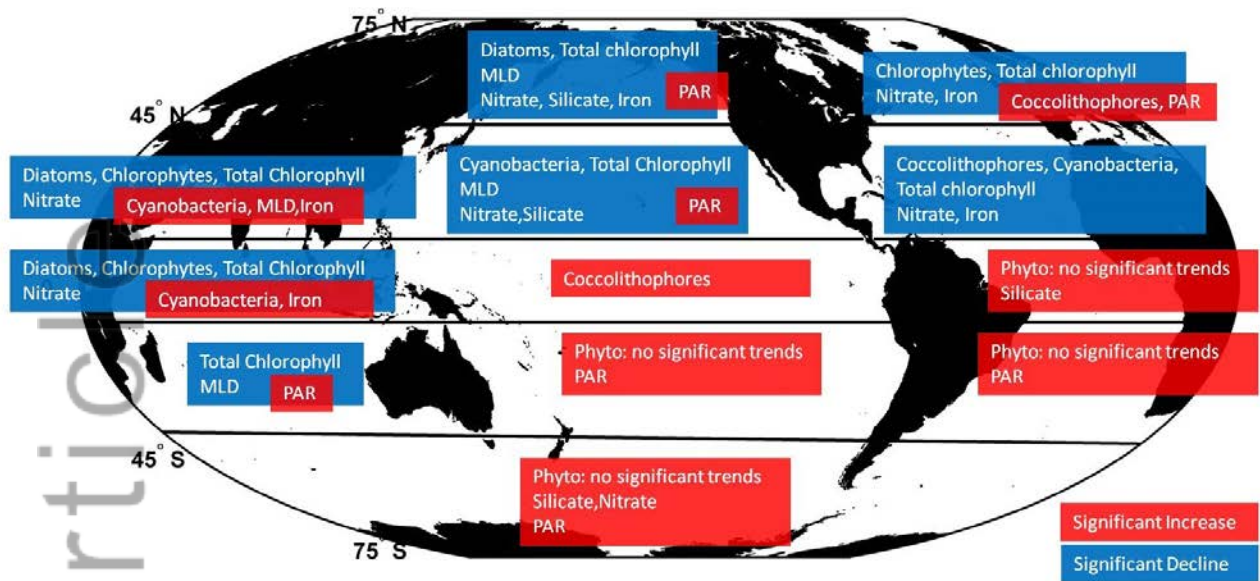 75° N
Diatoms, Total chlorophyll
MLD
Nitrate, Silicate, Iron
PAR
Chlorophytes, Total chlorophyll
Nitrate, Iron
Coccolithophores, PAR
45° N
Diatoms, Chlorophytes, Total Chlorophyll
Nitrate
Cyanobacteria, MLD,Iron
Cyanobacteria, Total Chlorophyll
MLD
Nitrate,Silicate
PAR
Coccolithophores, Cyanobacteria,
Total chlorophyll
Nitrate, Iron
Diatoms, Chlorophytes, Total Chlorophyll
Nitrate
Cyanobacteria, Iron
Coccolithophores
Phyto: no significant trends
Silicate
Total Chlorophyll
MLD
PAR
Phyto: no significant trends
PAR
Phyto: no significant trends
PAR
45° S
Phyto: no significant trends
Silicate,Nitrate
PAR
75° S
Significant Increase
Significant Decline
rticle